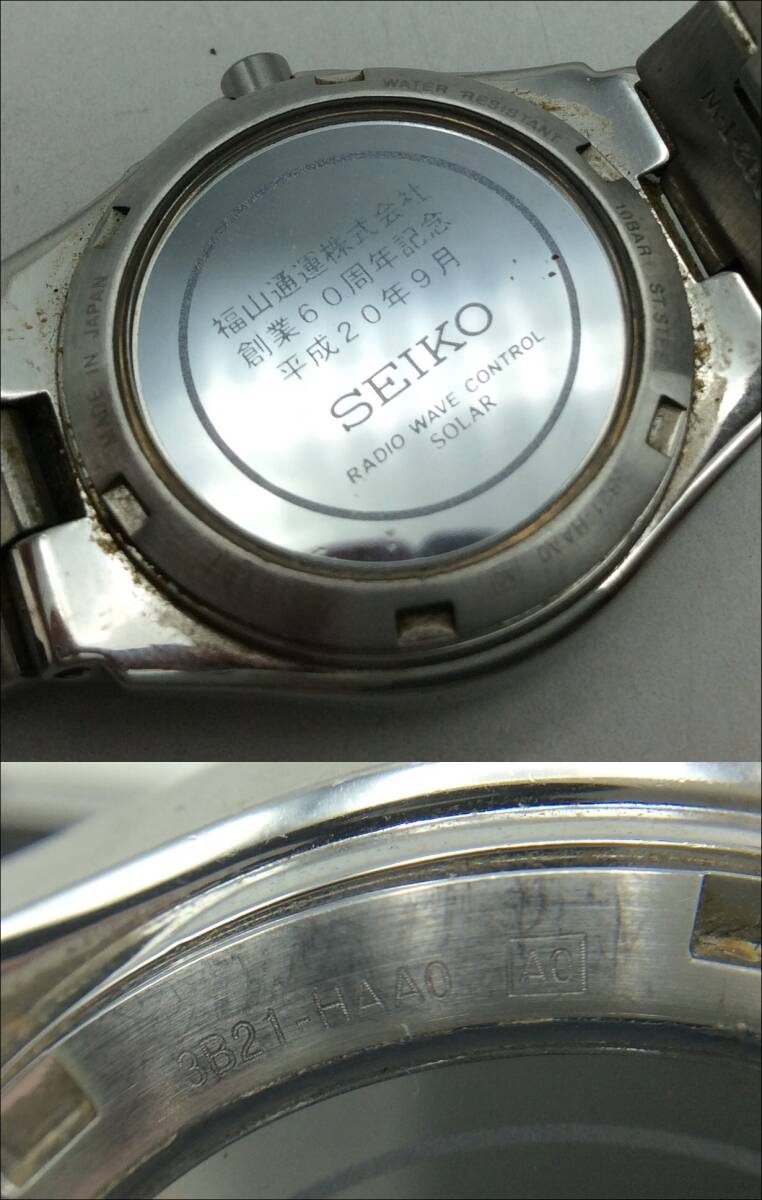 福山通運株式会社
創業60周年記念
平成20年9月
SEIKO
RADIO WAVE CONTROL
SOLAR
WATER RESISTANT
10BAR
MADE IN JAPAN
3B21-HAA0 A0